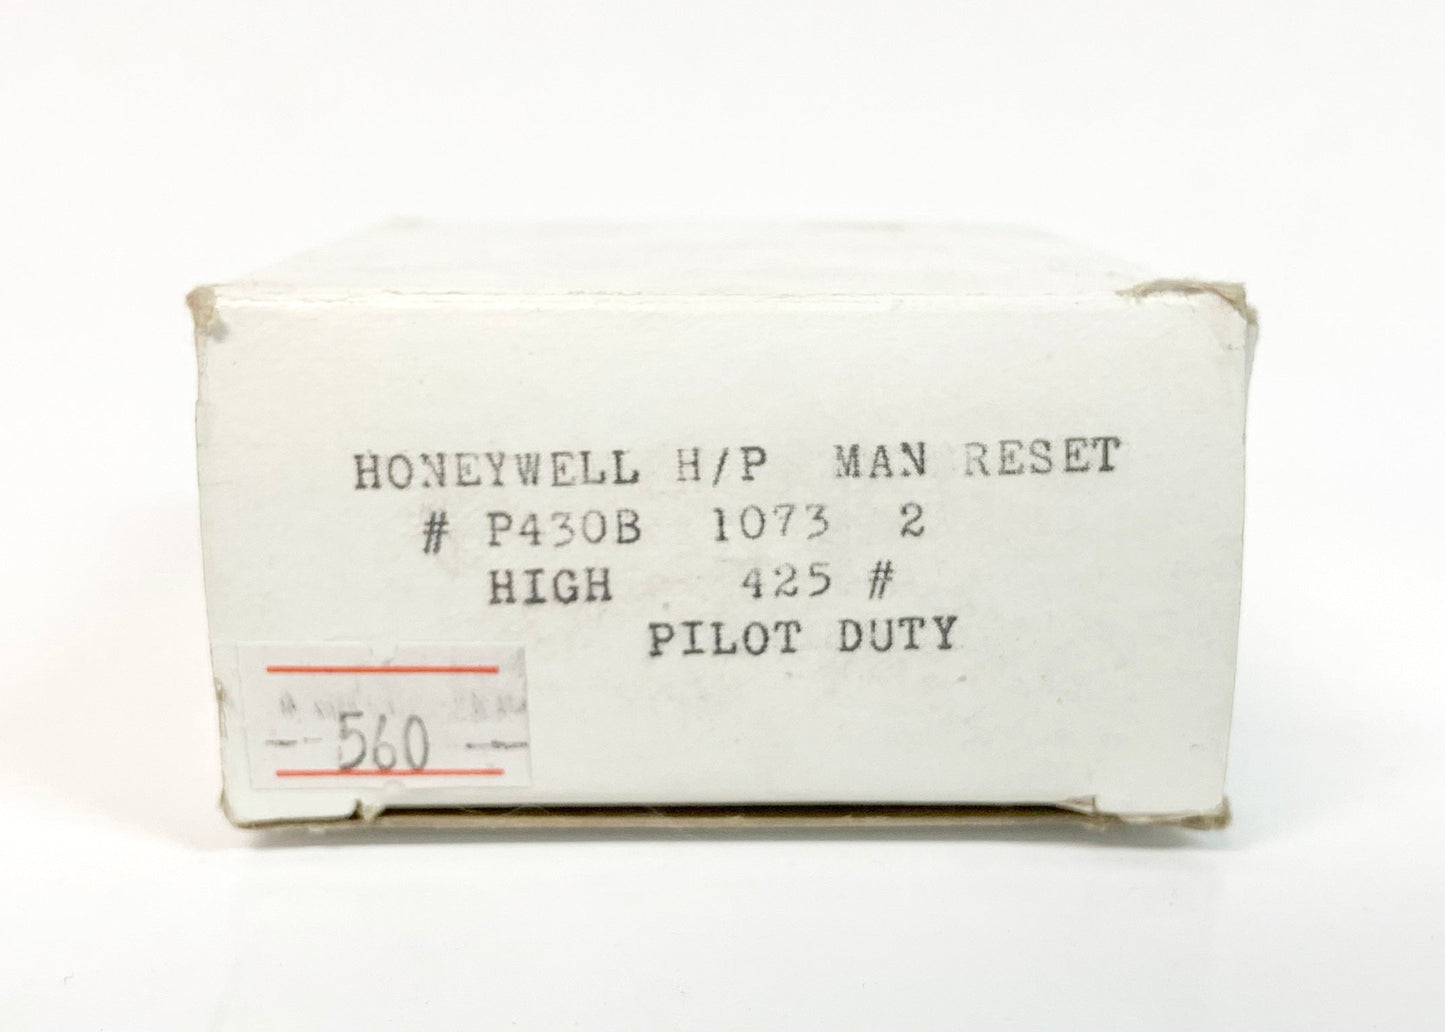 HONEYWELL H/P MAN RESET
# P430B 1073 2
HIGH 425 #
PILOT DUTY
560